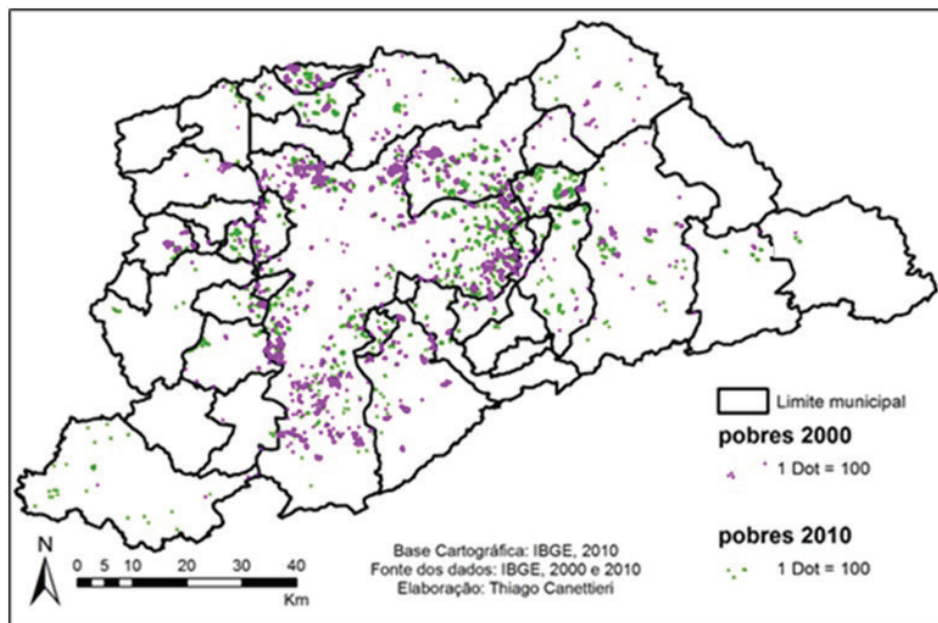 Limite municipal
pobres 2000
1 Dot = 100
pobres 2010
1 Dot = 100
N
0 5 10 20 30 40
Km
Base Cartográfica: IBGE, 2010
Fonte dos dados: IBGE, 2000 e 2010
Elaboração: Thiago Canettieri